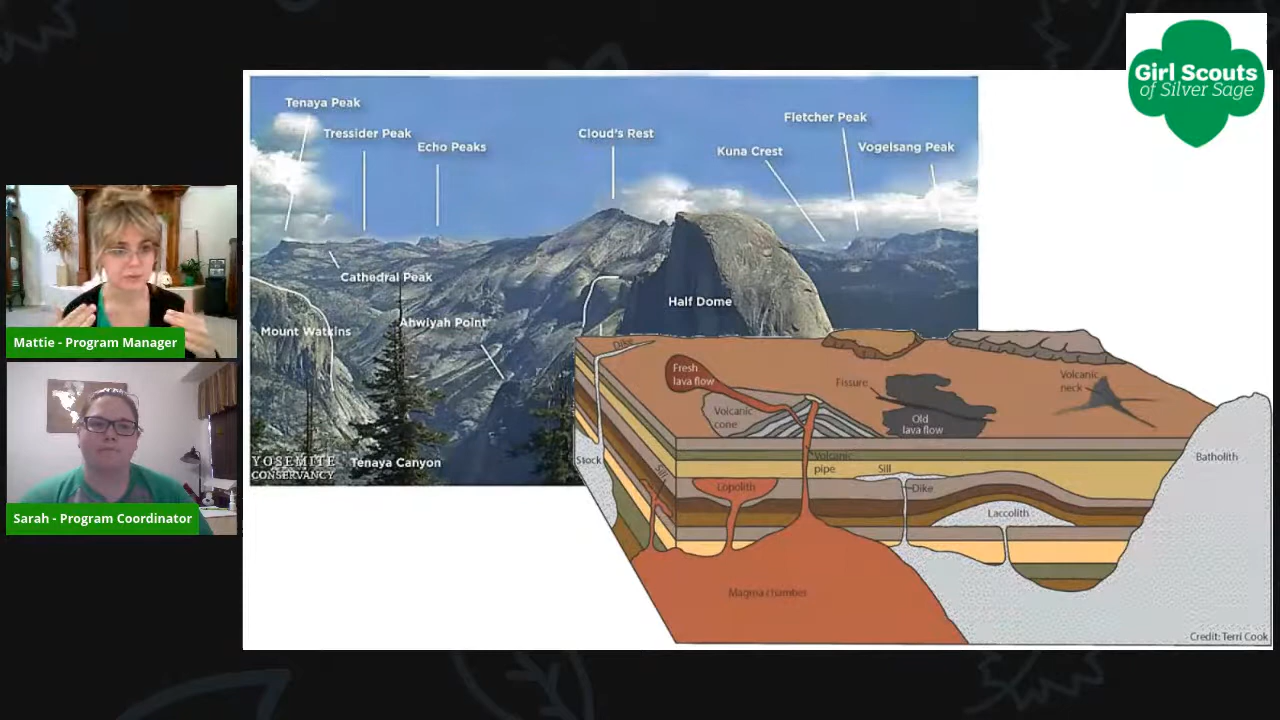 Girl Scouts
of Silver Sage
Tenaya Peak
Tressider Peak
Echo Peaks
Cloud's Rest
Fletcher Peak
Kuna Crest
Vogelsang Peak
Cathedral Peak
Half Dome
Mount Watkins
Ahwiyah Point
Tenaya Canyon
YOSEMITE
CONSERVANCY
Dike
Fresh
lava flow
Fissure
Volcanic
neck
Volcanic
cone
Old
lava flow
Stock
Sills
Volcanic
pipe
Sill
Batholith
Lopolith
Dike
Laccolith
Magma chamber
Credit: Terri Cook
Mattie - Program Manager
Sarah - Program Coordinator